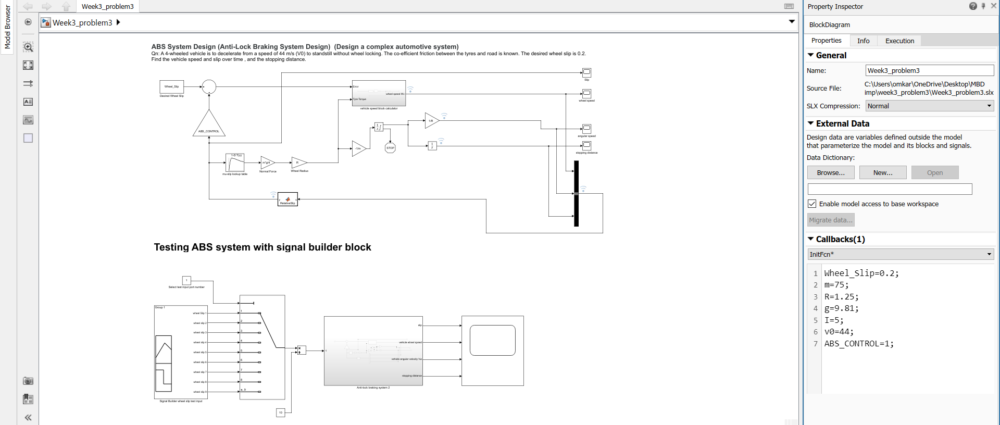 Model Browser
Week3_problem3
Week3_problem3
ABS System Design (Anti-Lock Braking System Design)  (Design a complex automotive system)
Qn: A 4-wheeled vehicle is to decelerate from a speed of 44 m/s (V0) to standstill without wheel locking. The co-efficient friction between the tyres and road is known. The desired wheel slip is 0.2.
Find the vehicle speed and slip over time , and the stopping distance.
Slip
Wheel_Slip
Desired Wheel Slip
Error
wheel speed Wv
Tyre Torque
vehicle speed block calculator
wheel speed
ABS_CONTROL
1/R
angular speed
1
s
-1/m
STOP
1
s
stopping distance
1-D T(u)
mu-slip lookup table
m*g/4
Normal Force
R
Wheel Radius
y
u
RelativeSlip
Testing ABS system with signal builder block
1
Select test input port number
Group 1
wheel Slip 1
wheel slip 2
wheel slip 3
wheel slip 4
wheel slip 5
wheel slip 6
wheel slip 7
wheel slip 8
wheel slip 9
Signal Builder wheel slip test input
1
2
3
4
5
6
7
8
*, 9
10
1
slip
vehicle wheel speed
vehicle angular velocity Vw
stopping distance
Anti-lock braking system 2
Property Inspector
BlockDiagram
Properties
Info
Execution
General
Name:
Week3_problem3
Source File:
C:\Users\omkar\OneDrive\Desktop\MBD
imp\week3_problem3\Week3_problem3.slx
SLX Compression:
Normal
External Data
Design data are variables defined outside the model
that parameterize the model and its blocks and signals.
Data Dictionary:
Browse...
New...
Open
Enable model access to base workspace
Migrate data...
Callbacks(1)
InitFcn*
1 Wheel_Slip=0.2;
2 m=75;
3 R=1.25;
4 g=9.81;
5 I=5;
6 v0=44;
7 ABS_CONTROL=1;